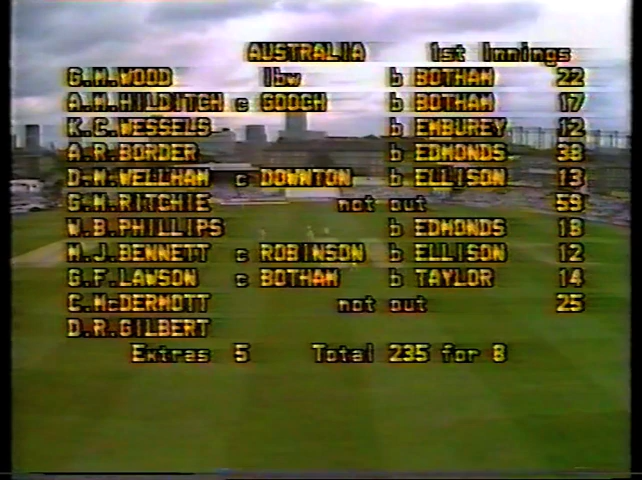 AUSTRALIA 1st Innings
G.M.WOOD lbw b BOTHAM 22
A.M.HILDITCH c GOOCH b BOTHAM 17
K.C.WESSELS b EMBUREY 12
A.R.BORDER b EDMONDS 38
D.M.WELLHAM c DOWNTON b ELLISON 13
G.M.RITCHIE not out 59
W.B.PHILLIPS b EDMONDS 18
M.J.BENNETT c ROBINSON b ELLISON 12
G.F.LAWSON c BOTHAM b TAYLOR 14
C.McDERMOTT not out 25
D.R.GILBERT
Extras 5 Total 235 for 8